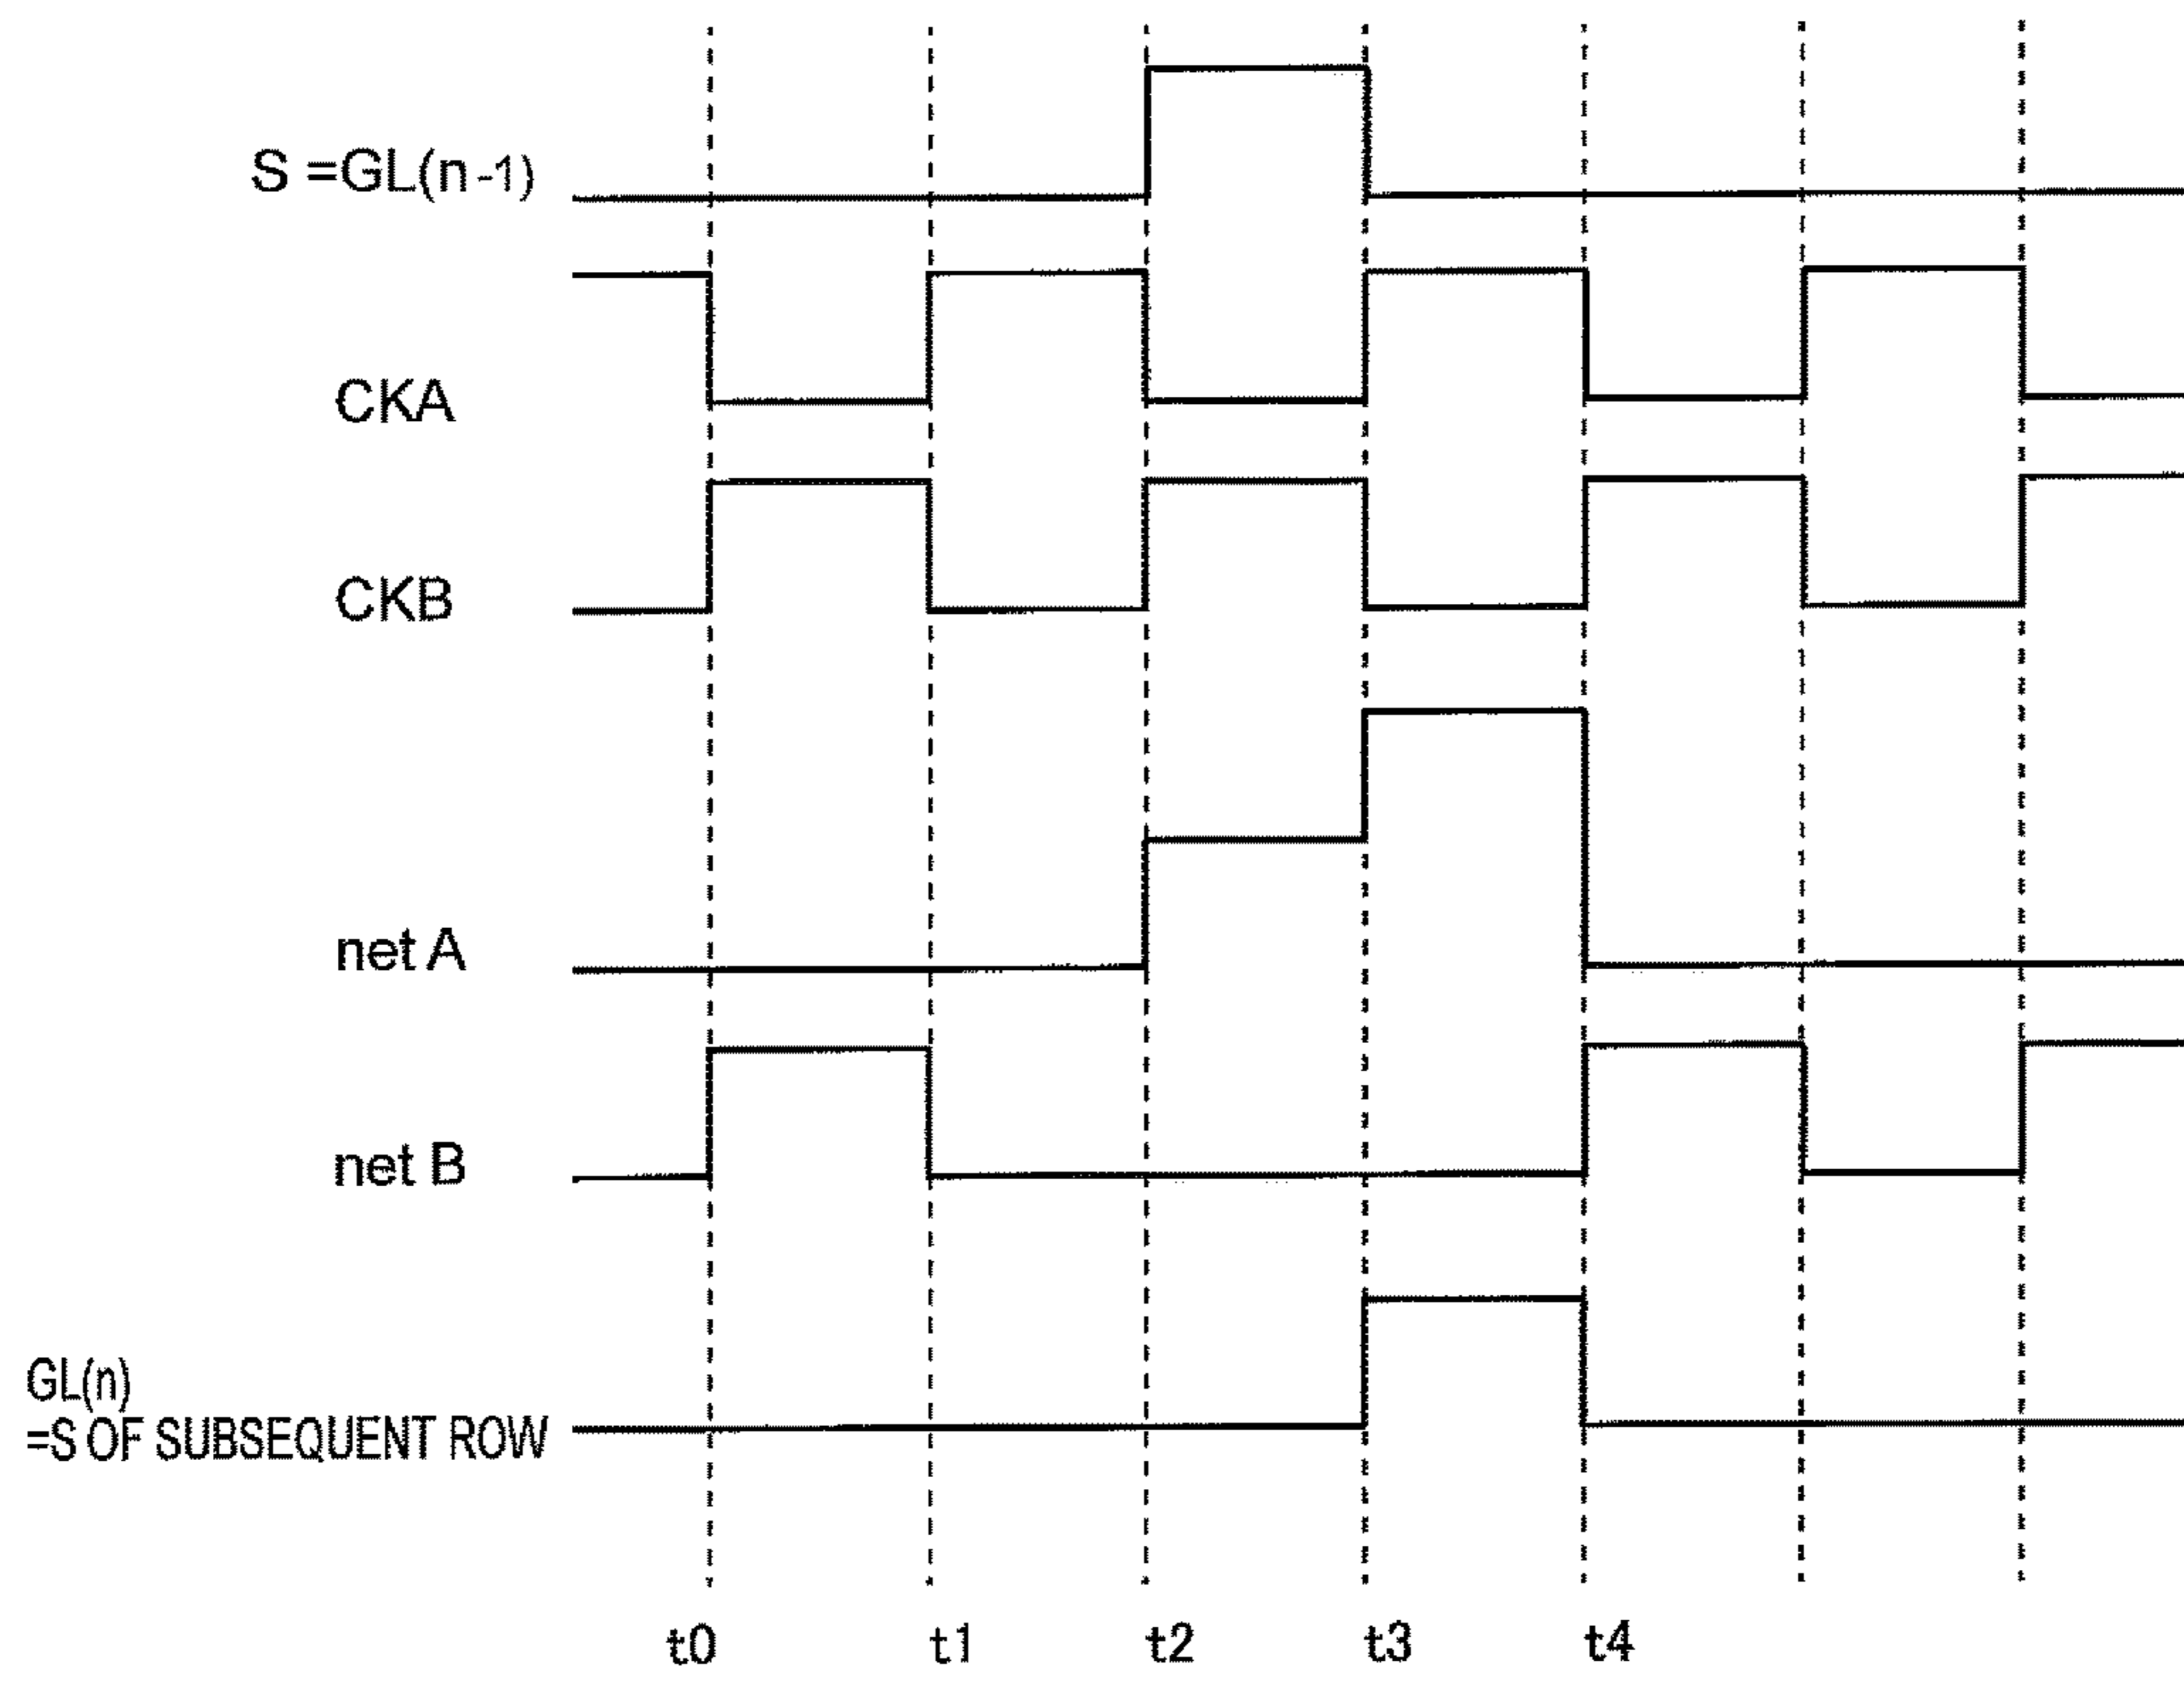 S =GL(n-1)
CKA
CKB
net A
net B
GL(n)
=S OF SUBSEQUENT ROW
t0 t1 t2 t3 t4